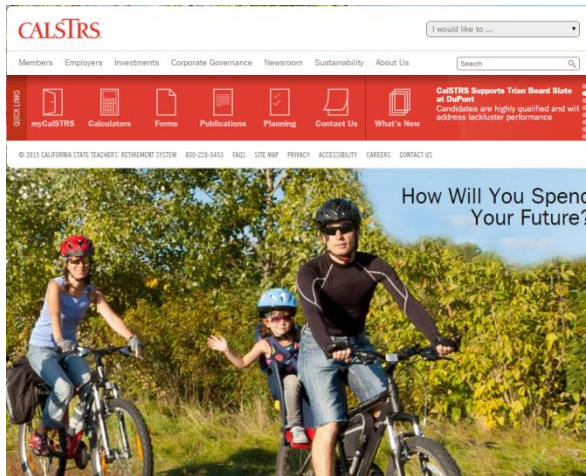 CALSTRS
I would like to ...
Members Employers Investments Corporate Governance Newsroom Sustainability About Us
Search
QUICK LINKS
myCalSTRS Calculators Forms Publications Planning Contact Us What's New
CalSTRS Supports Trian Board Slate
at DuPont
Candidates are highly qualified and will
address lackluster performance
© 2015 CALIFORNIA STATE TEACHERS' RETIREMENT SYSTEM 800-228-5453 FAQS SITE MAP PRIVACY ACCESSIBILITY CAREERS CONTACT US
How Will You Spend
Your Future?